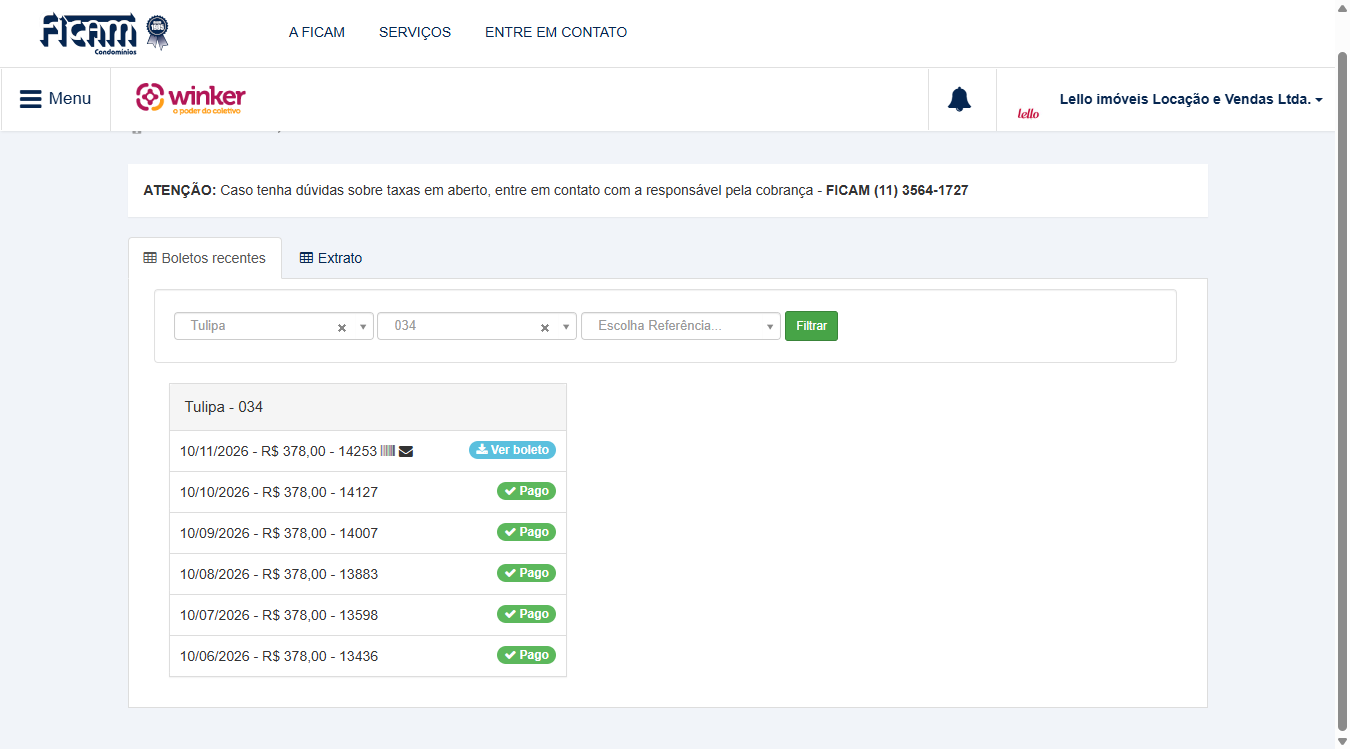 FICAM
Condomínios
1985
A FICAM SERVIÇOS ENTRE EM CONTATO
Menu
winker
o poder do coletivo
lello
Lello imóveis Locação e Vendas Ltda.
ATENÇÃO: Caso tenha dúvidas sobre taxas em aberto, entre em contato com a responsável pela cobrança - FICAM (11) 3564-1727
Boletos recentes Extrato
Tulipa 034 Escolha Referência... Filtrar
Tulipa - 034
10/11/2026 - R$ 378,00 - 14253 Ver boleto
10/10/2026 - R$ 378,00 - 14127 Pago
10/09/2026 - R$ 378,00 - 14007 Pago
10/08/2026 - R$ 378,00 - 13883 Pago
10/07/2026 - R$ 378,00 - 13598 Pago
10/06/2026 - R$ 378,00 - 13436 Pago